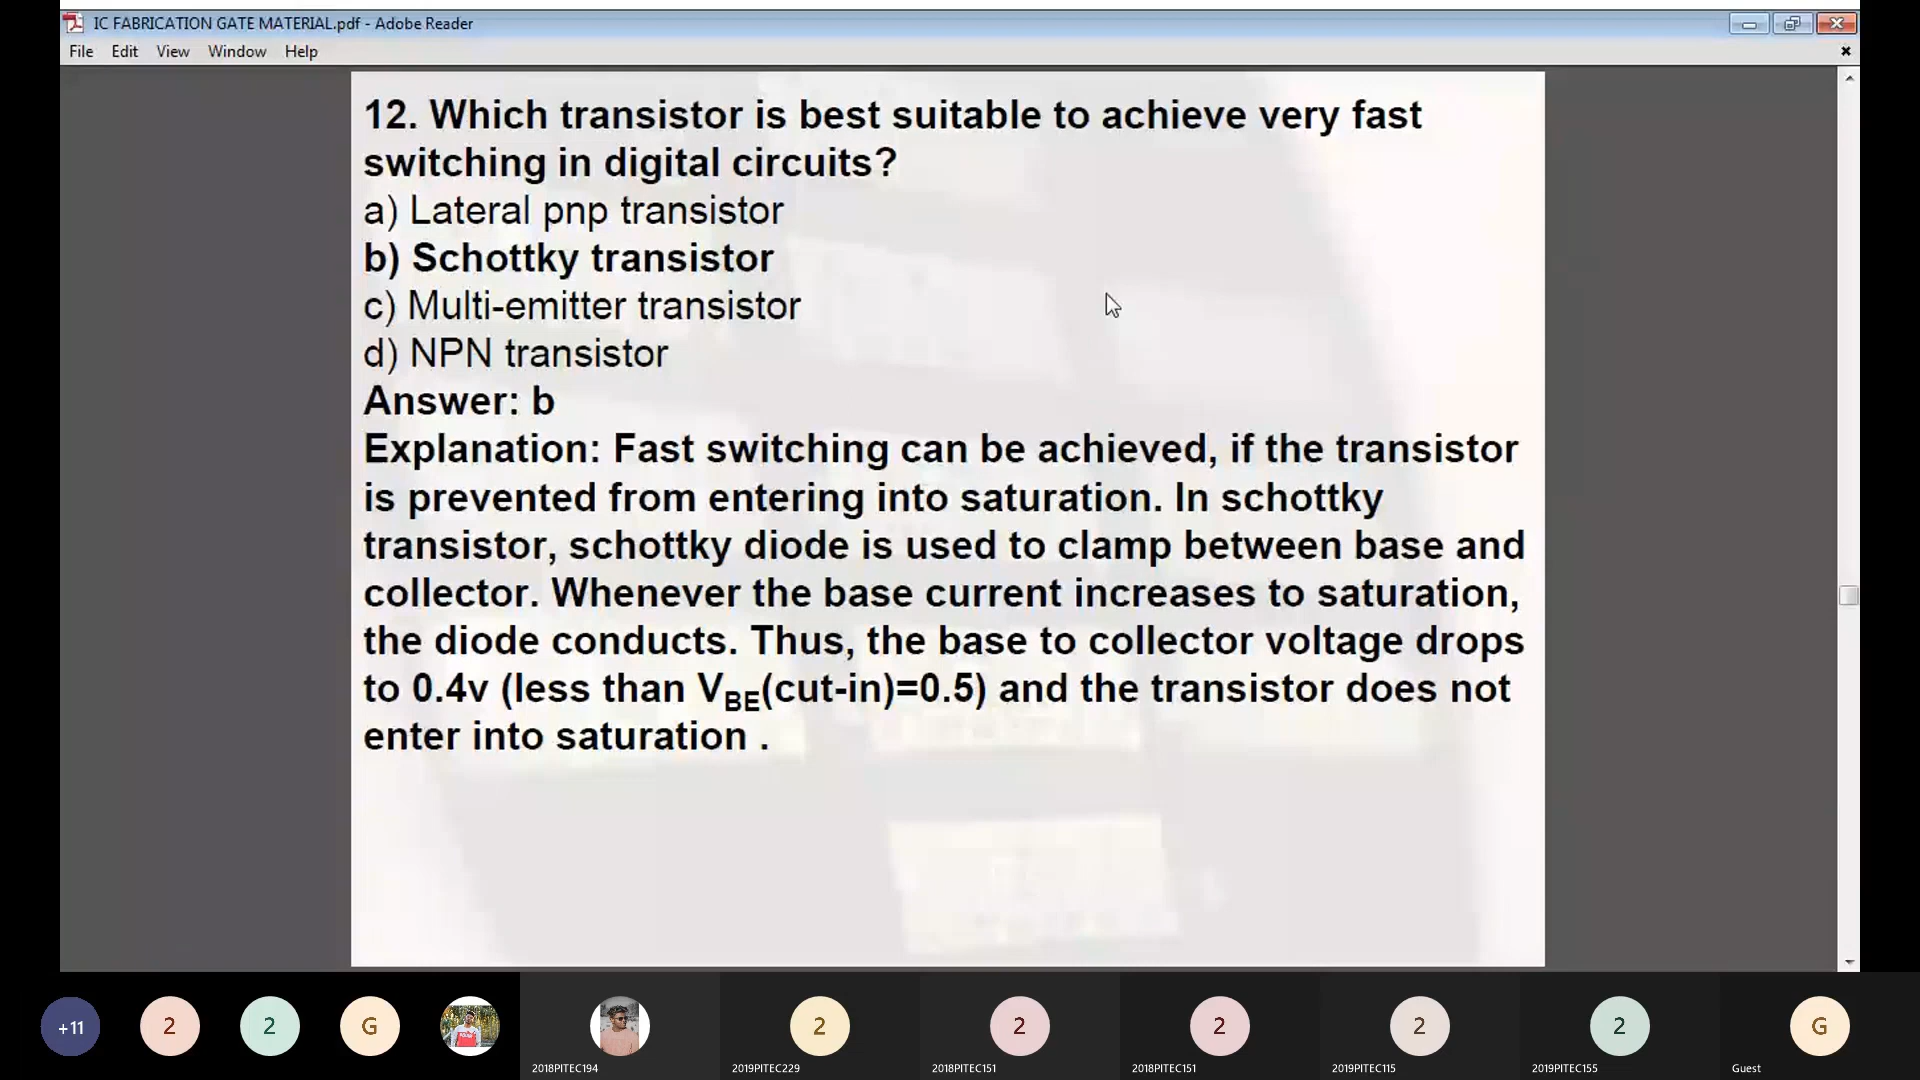 IC FABRICATION GATE MATERIAL.pdf - Adobe Reader
File Edit View Window Help
12. Which transistor is best suitable to achieve very fast
switching in digital circuits?
a) Lateral pnp transistor
b) Schottky transistor
c) Multi-emitter transistor
d) NPN transistor
Answer: b
Explanation: Fast switching can be achieved, if the transistor
is prevented from entering into saturation. In schottky
transistor, schottky diode is used to clamp between base and
collector. Whenever the base current increases to saturation,
the diode conducts. Thus, the base to collector voltage drops
to 0.4v (less than VBE(cut-in)=0.5) and the transistor does not
enter into saturation .
+11 2 2 G 2 2 2 2 2 G
2018PITEC194 2019PITEC229 2018PITEC151 2018PITEC151 2019PITEC115 2019PITEC155 Guest